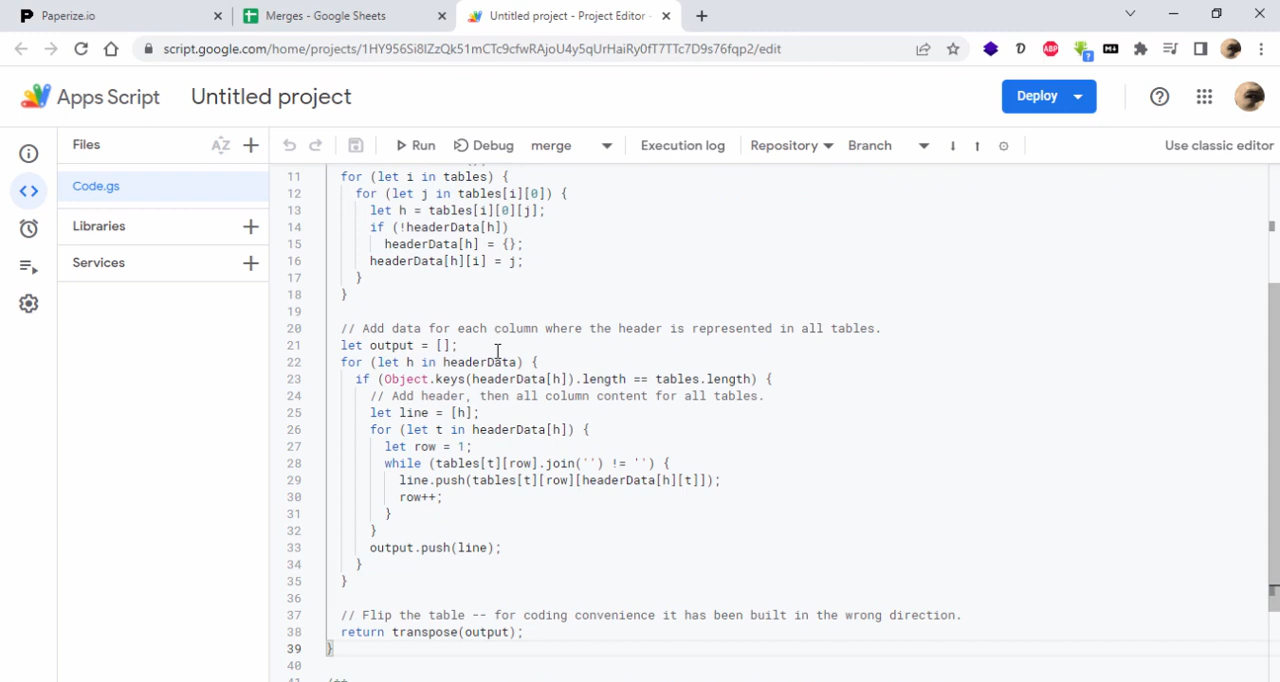 Paperize.io
Merges - Google Sheets
Untitled project - Project Editor -
script.google.com/home/projects/1HY956Si8lZzQk51mCTc9cfwRAjoU4y5qUrHaiRy0fT7TTc7D9s76fqp2/edit
Apps Script Untitled project Deploy
Files AZ
Run Debug merge Execution log Repository Branch Use classic editor
Code.gs
Libraries
Services
11 for (let i in tables) {
12 for (let j in tables[i][0]) {
13 let h = tables[i][0][j];
14 if (!headerData[h])
15 headerData[h] = {};
16 headerData[h][i] = j;
17 }
18 }
19
20 // Add data for each column where the header is represented in all tables.
21 let output = [];
22 for (let h in headerData) {
23 if (Object.keys(headerData[h]).length == tables.length) {
24 // Add header, then all column content for all tables.
25 let line = [h];
26 for (let t in headerData[h]) {
27 let row = 1;
28 while (tables[t][row].join('') != '') {
29 line.push(tables[t][row][headerData[h][t]]);
30 row++;
31 }
32 }
33 output.push(line);
34 }
35 }
36
37 // Flip the table -- for coding convenience it has been built in the wrong direction.
38 return transpose(output);
39 }
40